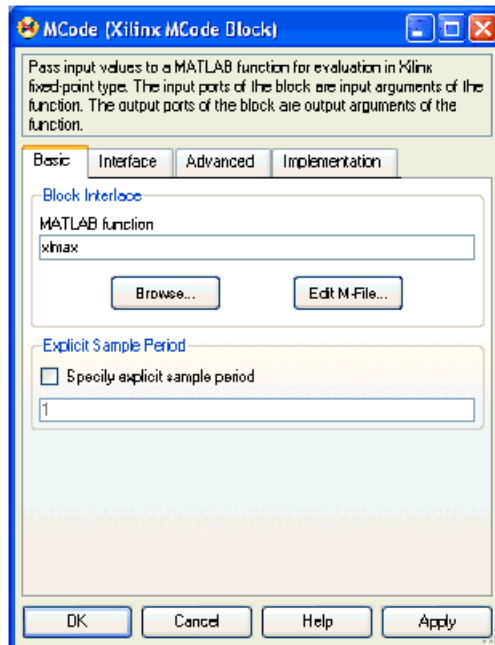 MCode (Xilinx MCode Block)
Pass input values to a MATLAB function for evaluation in Xilinx
fixed-point type. The input ports of the block are input arguments of the
function. The output ports of the block are output arguments of the
function.
Basic Interface Advanced Implementation
Block Interface
MATLAB function
xlmax
Browse... Edit M-File...
Explicit Sample Period
Specify explicit sample period
1
OK Cancel Help Apply